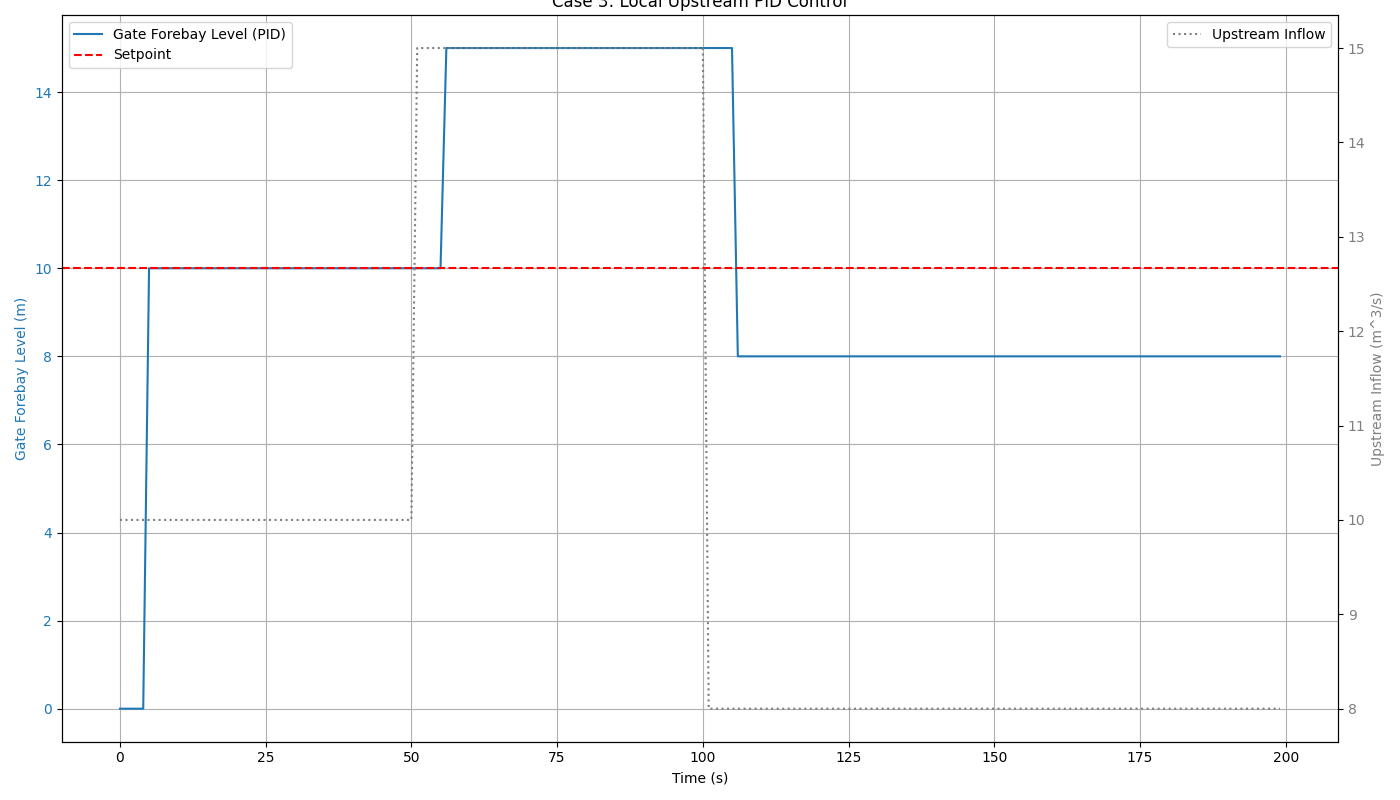 Case 3: Local Upstream PID Control
Gate Forebay Level (PID)
Setpoint
Upstream Inflow
Gate Forebay Level (m)
14
12
10
8
6
4
2
0
15
14
13
12
11
10
9
8
Upstream Inflow (m^3/s)
0 25 50 75 100 125 150 175 200
Time (s)